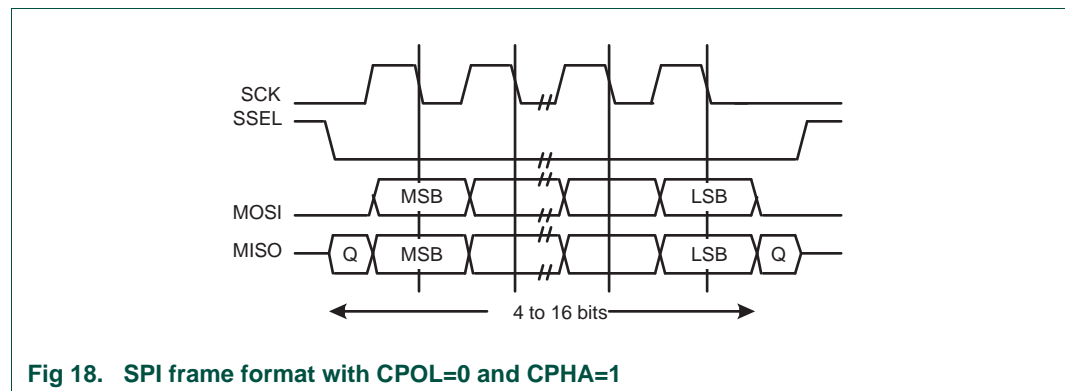 SCK
SSEL
MOSI MSB LSB
MISO Q MSB LSB Q
4 to 16 bits
Fig 18. SPI frame format with CPOL=0 and CPHA=1